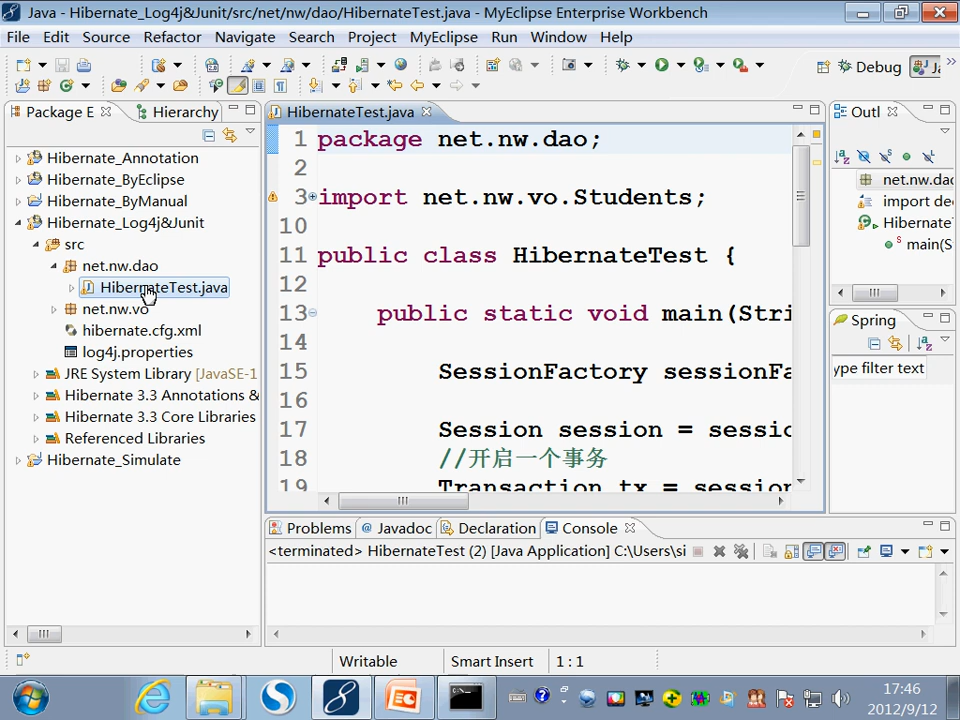 Java - Hibernate_Log4j&Junit/src/net/nw/dao/HibernateTest.java - MyEclipse Enterprise Workbench
File Edit Source Refactor Navigate Search Project MyEclipse Run Window Help
Debug
Package E
Hierarchy
Hibernate_Annotation
Hibernate_ByEclipse
Hibernate_ByManual
Hibernate_Log4j&Junit
src
net.nw.dao
HibernateTest.java
net.nw.vo
hibernate.cfg.xml
log4j.properties
JRE System Library [JavaSE-1
Hibernate 3.3 Annotations &
Hibernate 3.3 Core Libraries
Referenced Libraries
Hibernate_Simulate
HibernateTest.java
1 package net.nw.dao;
2
3 import net.nw.vo.Students;
10
11 public class HibernateTest {
12
13 public static void main(Stri
14
15 SessionFactory sessionFa
16
17 Session session = sessio
18 //开启一个事务
19 Transaction tx = session
Outl
net.nw.dao
import dec
HibernateT
main(S
Spring
ype filter text
Problems
@ Javadoc
Declaration
Console
<terminated> HibernateTest (2) [Java Application] C:\Users\si
Writable
Smart Insert
1 : 1
17:46
2012/9/12